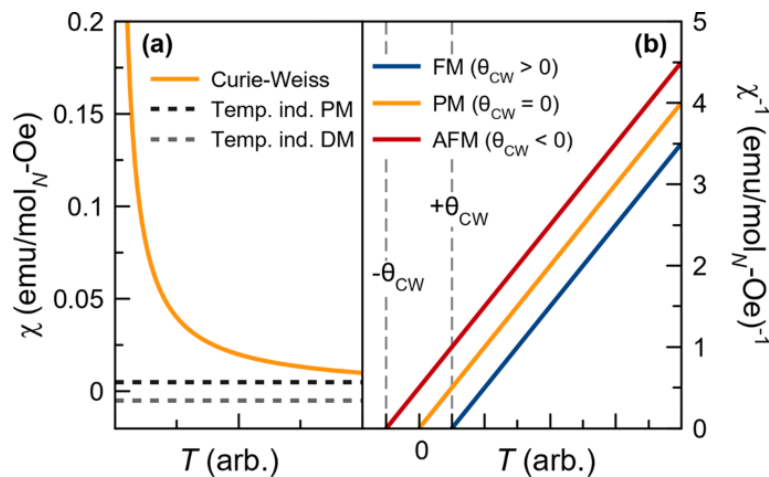 (a)
Curie-Weiss
Temp. ind. PM
Temp. ind. DM
0.2
0.15
0.1
0.05
0
χ (emu/mol_N-Oe)
T (arb.)
(b)
FM (θ_CW > 0)
PM (θ_CW = 0)
AFM (θ_CW < 0)
+θ_CW
-θ_CW
0
T (arb.)
5
4
3
2
1
0
χ^-1 (emu/mol_N-Oe)^-1